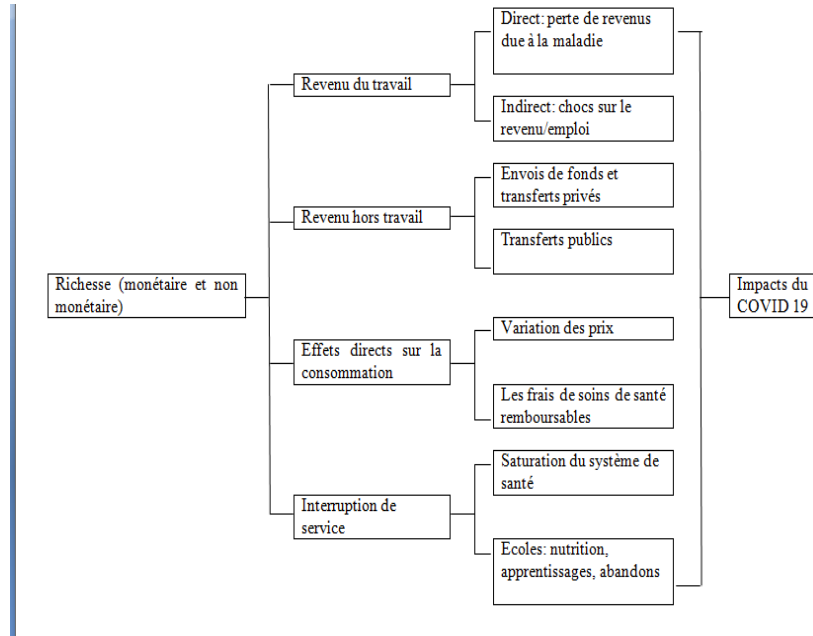 Direct: perte de revenus
due à la maladie
Revenu du travail
Indirect: chocs sur le
revenu/emploi
Envois de fonds et
transferts privés
Revenu hors travail
Transferts publics
Richesse (monétaire et non
monétaire)
Impacts du
COVID 19
Variation des prix
Effets directs sur la
consommation
Les frais de soins de santé
remboursables
Saturation du système de
santé
Interruption de
service
Ecoles: nutrition,
apprentissages, abandons